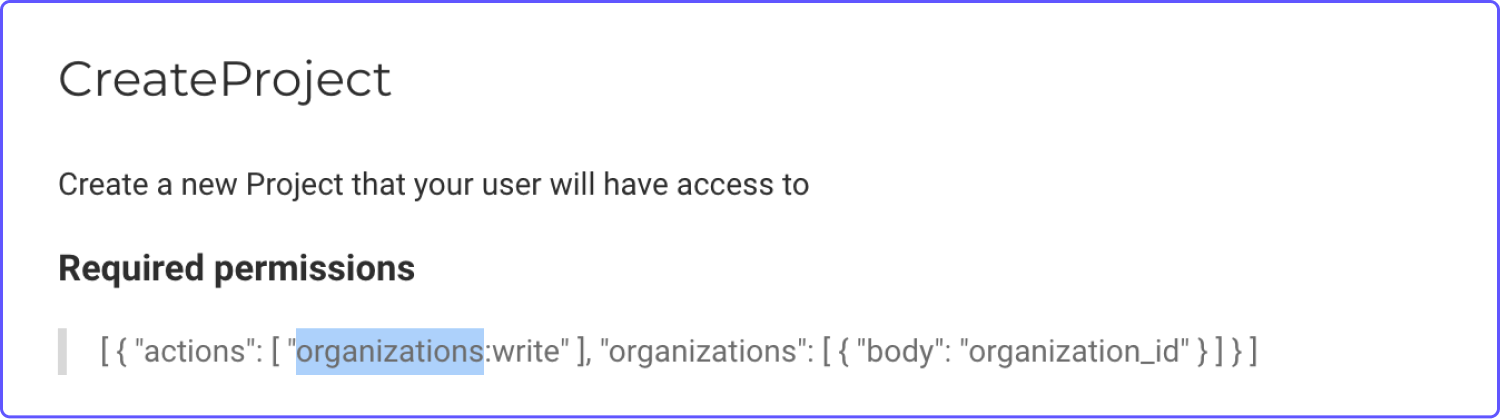 CreateProject
Create a new Project that your user will have access to
Required permissions
[ { "actions": [ "organizations:write" ], "organizations": [ { "body": "organization_id" } ] } ]